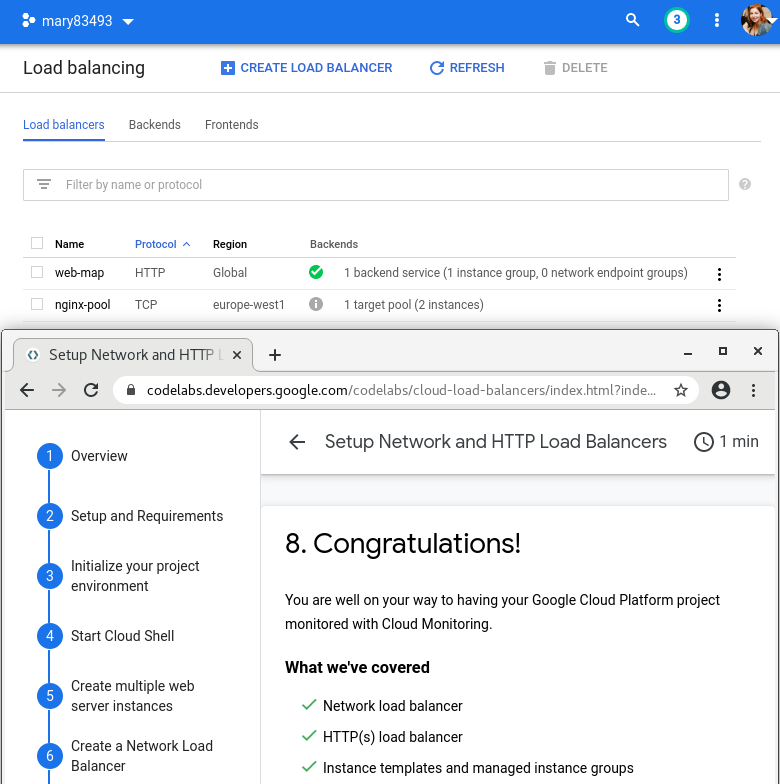 mary83493
3
Load balancing
CREATE LOAD BALANCER
REFRESH
DELETE
Load balancers
Backends
Frontends
Filter by name or protocol
?
Name Protocol Region Backends
web-map HTTP Global 1 backend service (1 instance group, 0 network endpoint groups)
nginx-pool TCP europe-west1 1 target pool (2 instances)
Setup Network and HTTP L
codelabs.developers.google.com/codelabs/cloud-load-balancers/index.html?inde...
Setup Network and HTTP Load Balancers
1 min
1 Overview
2 Setup and Requirements
3 Initialize your project
environment
4 Start Cloud Shell
5 Create multiple web
server instances
6 Create a Network Load
Balancer
8. Congratulations!
You are well on your way to having your Google Cloud Platform project
monitored with Cloud Monitoring.
What we've covered
Network load balancer
HTTP(s) load balancer
Instance templates and managed instance groups